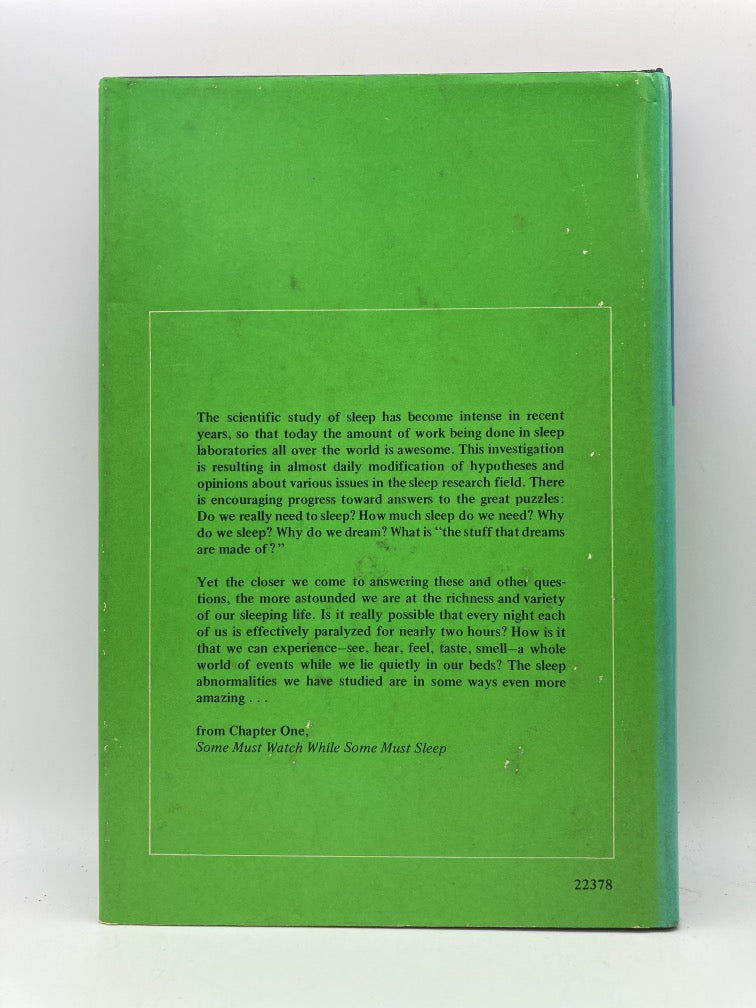 The scientific study of sleep has become intense in recent
years, so that today the amount of work being done in sleep
laboratories all over the world is awesome. This investigation
is resulting in almost daily modification of hypotheses and
opinions about various issues in the sleep research field. There
is encouraging progress toward answers to the great puzzles:
Do we really need to sleep? How much sleep do we need? Why
do we sleep? Why do we dream? What is "the stuff that dreams
are made of?"
Yet the closer we come to answering these and other ques-
tions, the more astounded we are at the richness and variety
of our sleeping life. Is it really possible that every night each
of us is effectively paralyzed for nearly two hours? How is it
that we can experience—see, hear, feel, taste, smell—a whole
world of events while we lie quietly in our beds? The sleep
abnormalities we have studied are in some ways even more
amazing . . .
from Chapter One,
Some Must Watch While Some Must Sleep
22378